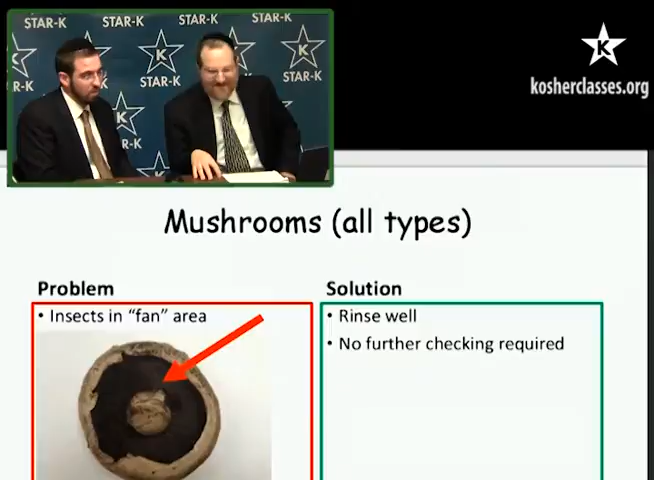 STAR-K STAR-K STAR-K
K K K
R-K STAR-K STAR-K
K
STAR-K
kosherclasses.org
Mushrooms (all types)
Problem
• Insects in “fan” area
Solution
• Rinse well
• No further checking required